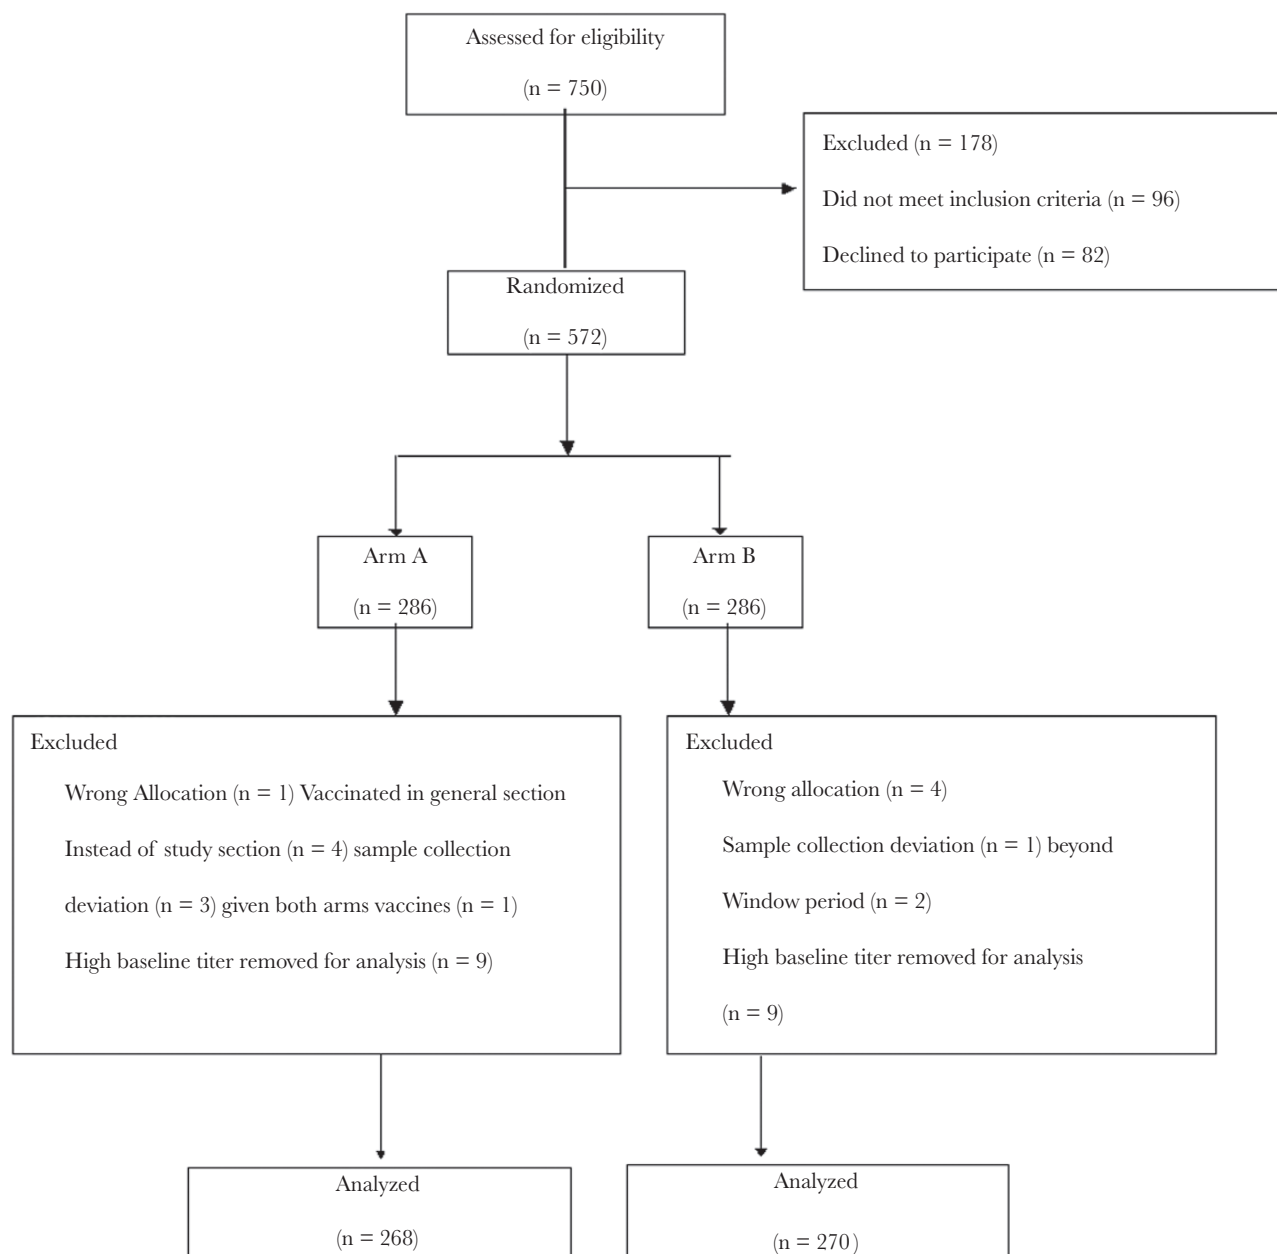 Assessed for eligibility
(n = 750)
Excluded (n = 178)
Did not meet inclusion criteria (n = 96)
Declined to participate (n = 82)
Randomized
(n = 572)
Arm A
(n = 286)
Arm B
(n = 286)
Excluded
Wrong Allocation (n = 1) Vaccinated in general section
Instead of study section (n = 4) sample collection
deviation (n = 3) given both arms vaccines (n = 1)
High baseline titer removed for analysis (n = 9)
Excluded
Wrong allocation (n = 4)
Sample collection deviation (n = 1) beyond
Window period (n = 2)
High baseline titer removed for analysis
(n = 9)
Analyzed
(n = 268)
Analyzed
(n = 270)